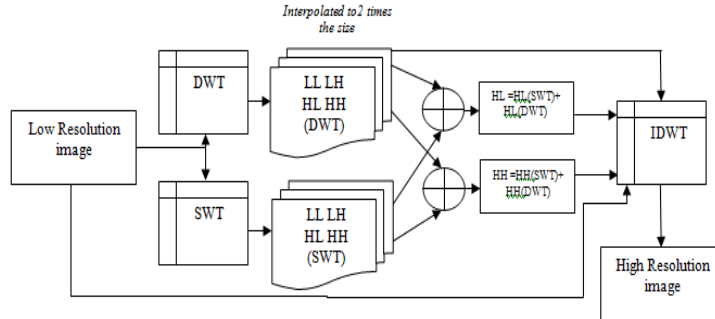 Interpolated to2 times
the size
DWT
LL LH
HL HH
(DWT)
HL =HL(SWT)+
HL(DWT)
Low Resolution
image
IDWT
HH =HH(SWT)+
HH(DWT)
SWT
LL LH
HL HH
(SWT)
High Resolution
image